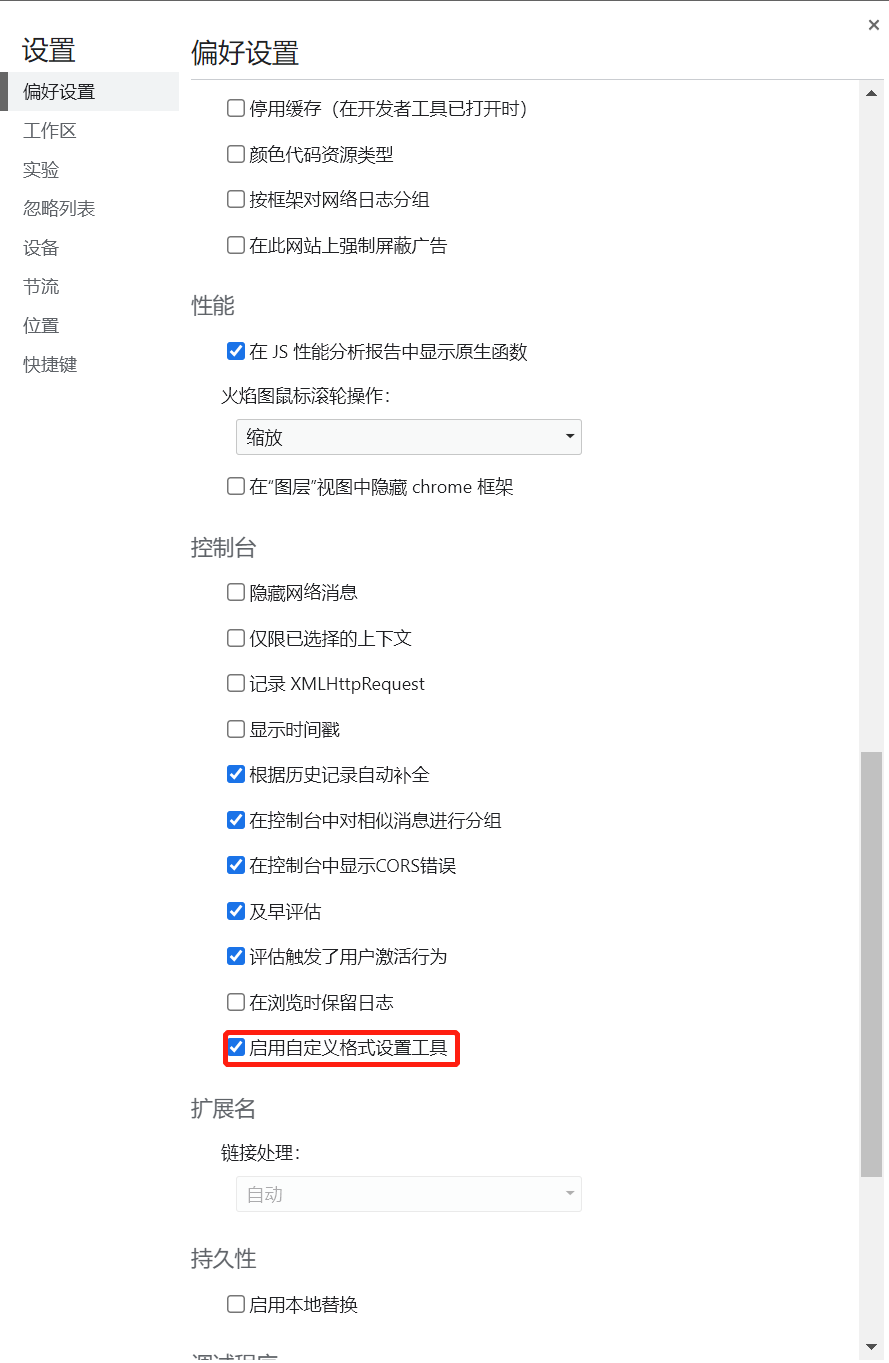 设置
偏好设置
工作区
实验
忽略列表
设备
节流
位置
快捷键
偏好设置
停用缓存（在开发者工具已打开时）
颜色代码资源类型
按框架对网络日志分组
在此网站上强制屏蔽广告
性能
在 JS 性能分析报告中显示原生函数
火焰图鼠标滚轮操作：
缩放
在“图层”视图中隐藏 chrome 框架
控制台
隐藏网络消息
仅限已选择的上下文
记录 XMLHttpRequest
显示时间戳
根据历史记录自动补全
在控制台中对相似消息进行分组
在控制台中显示CORS错误
及早评估
评估触发了用户激活行为
在浏览时保留日志
启用自定义格式设置工具
扩展名
链接处理：
自动
持久性
启用本地替换
调试程序